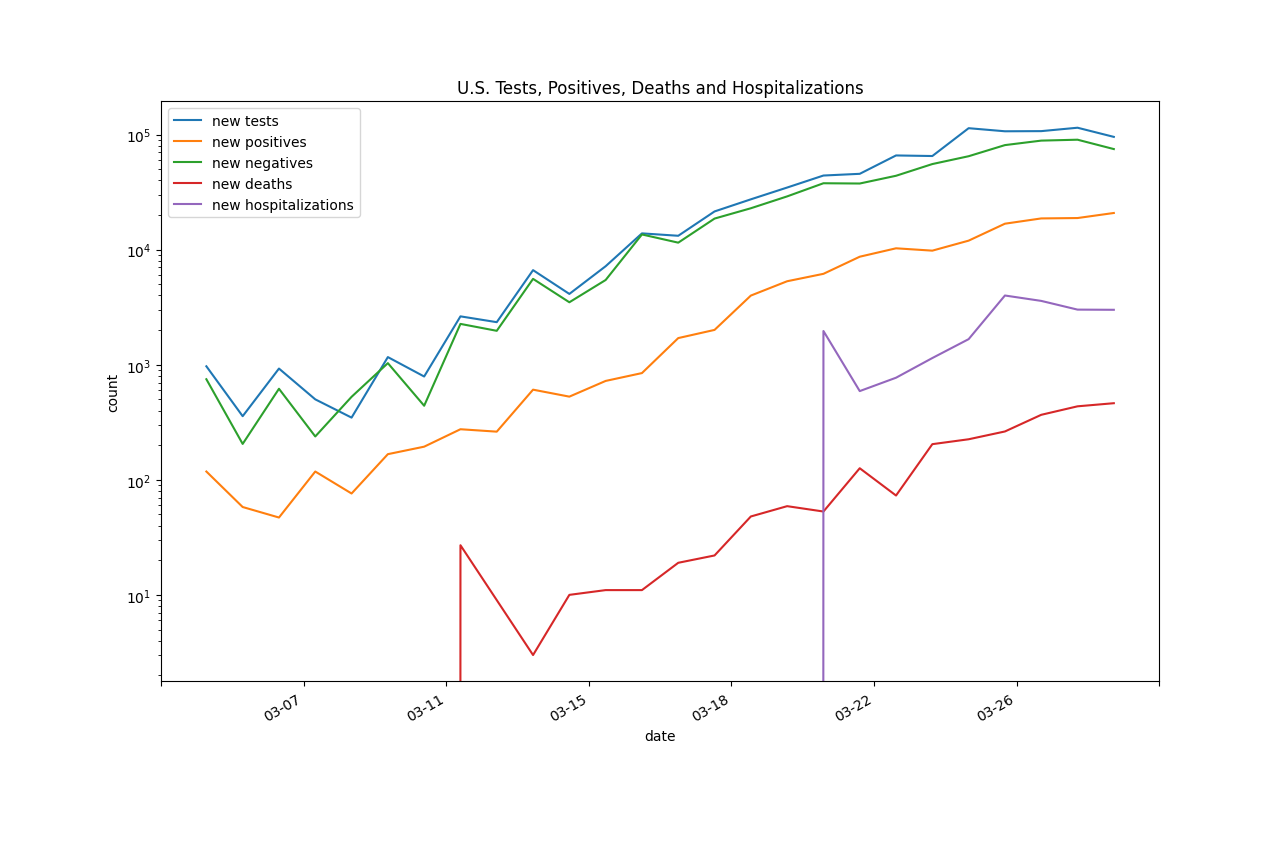 U.S. Tests, Positives, Deaths and Hospitalizations
new tests
new positives
new negatives
new deaths
new hospitalizations
10^5
10^4
10^3
10^2
10^1
count
03-07
03-11
03-15
03-18
03-22
03-26
date